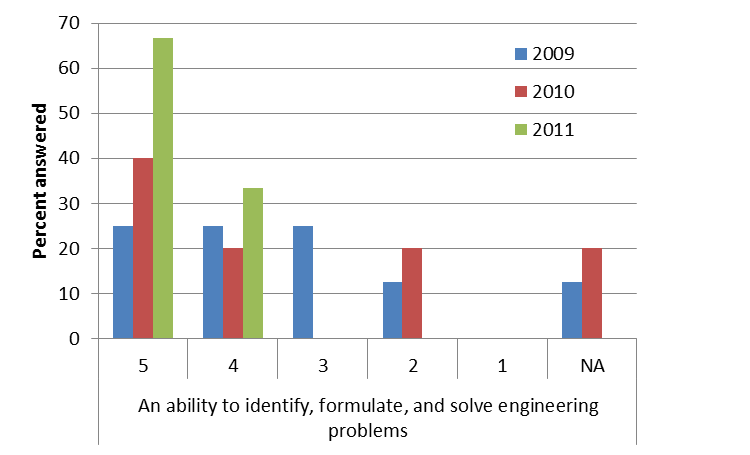 70
60
50
40
30
20
10
0
Percent answered
2009
2010
2011
5 4 3 2 1 NA
An ability to identify, formulate, and solve engineering
problems